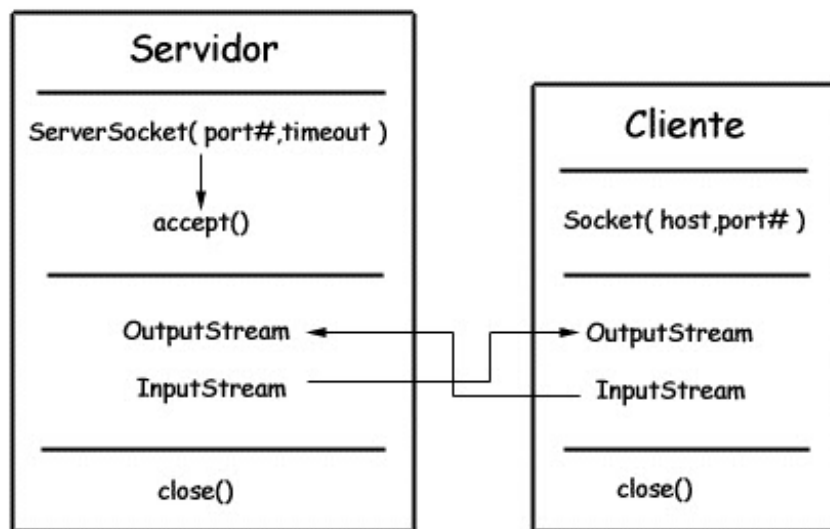 Servidor
ServerSocket( port#,timeout )
accept()
OutputStream
InputStream
close()
Cliente
Socket( host,port# )
OutputStream
InputStream
close()